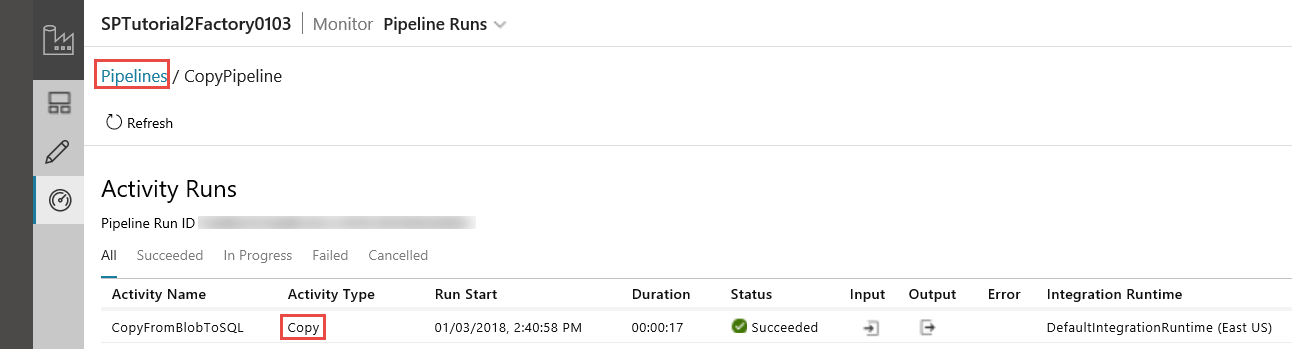 SPTutorial2Factory0103 Monitor Pipeline Runs
Pipelines / CopyPipeline
Refresh
Activity Runs
Pipeline Run ID
All Succeeded In Progress Failed Cancelled
Activity Name Activity Type Run Start Duration Status Input Output Error Integration Runtime
CopyFromBlobToSQL Copy 01/03/2018, 2:40:58 PM 00:00:17 Succeeded DefaultIntegrationRuntime (East US)